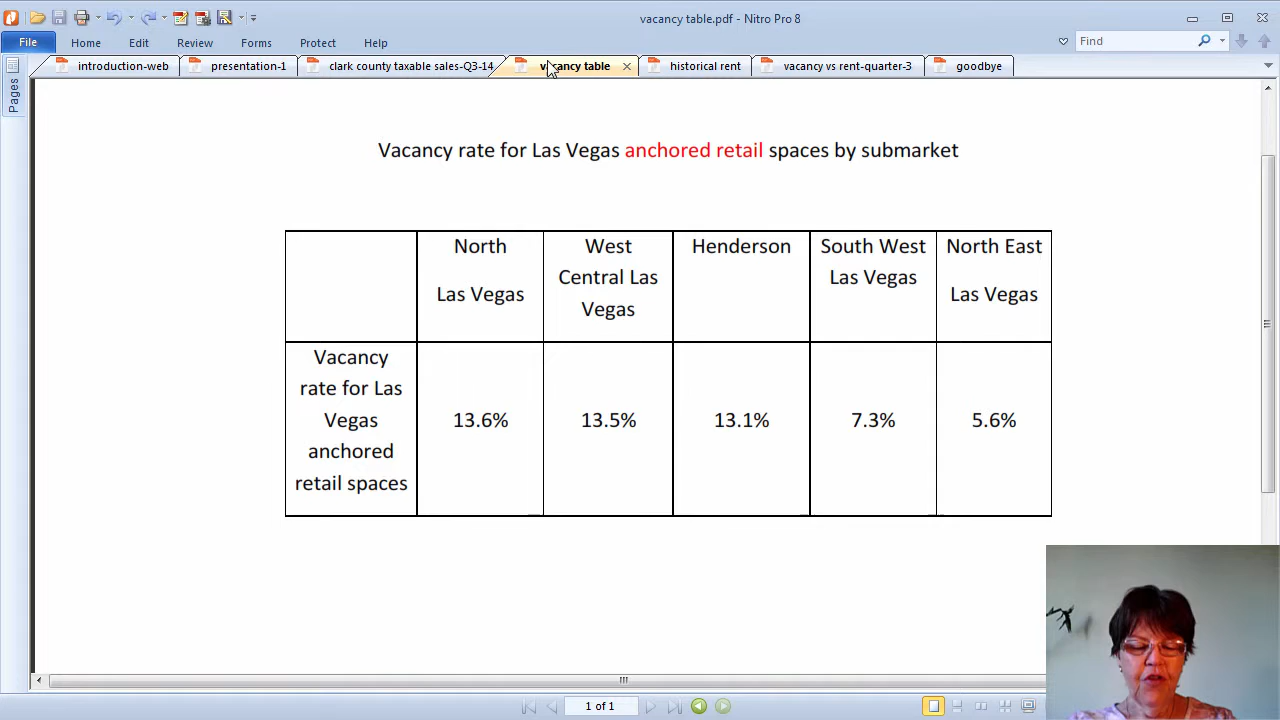 vacancy table.pdf - Nitro Pro 8
File Home Edit Review Forms Protect Help Find
introduction-web presentation-1 clark county taxable sales-Q3-14 vacancy table historical rent vacancy vs rent-quarter-3 goodbye
Pages
Vacancy rate for Las Vegas anchored retail spaces by submarket
North
Las Vegas
West
Central Las
Vegas
Henderson
South West
Las Vegas
North East
Las Vegas
Vacancy
rate for Las
Vegas
anchored
retail spaces
13.6%
13.5%
13.1%
7.3%
5.6%
1 of 1